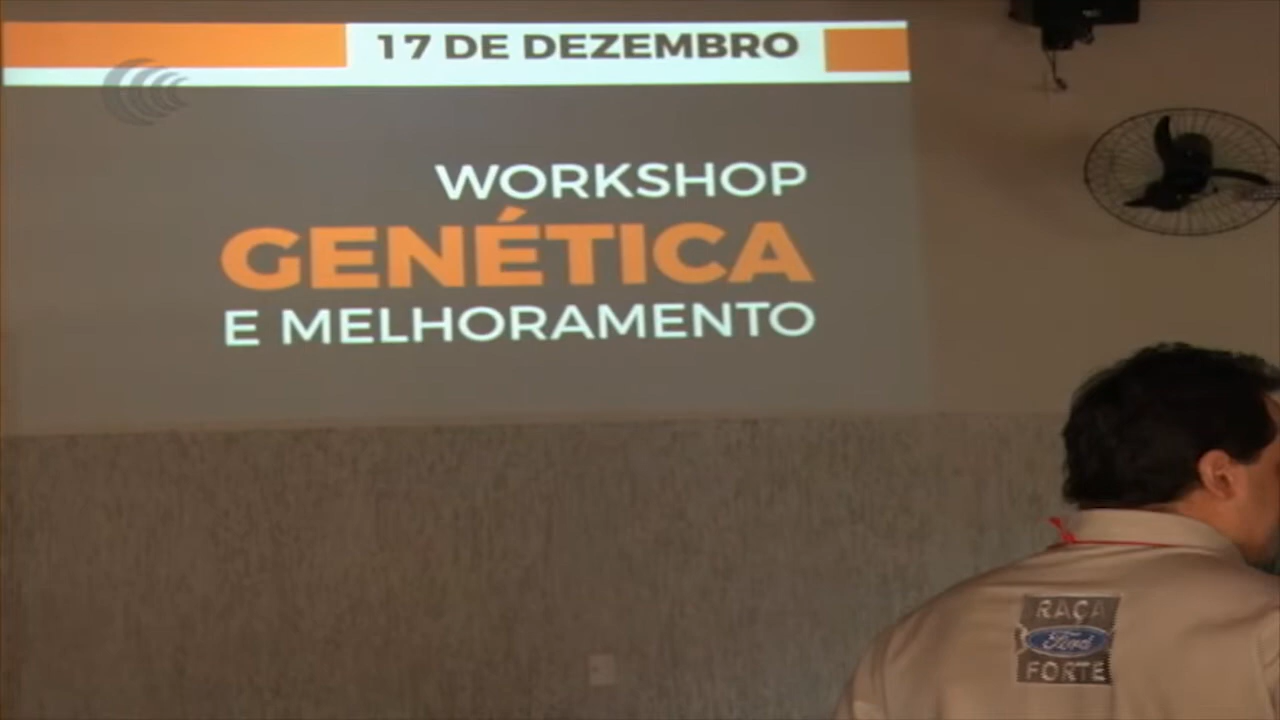 17 DE DEZEMBRO
WORKSHOP
GENÉTICA
E MELHORAMENTO
RAÇA
Ford
FORTE